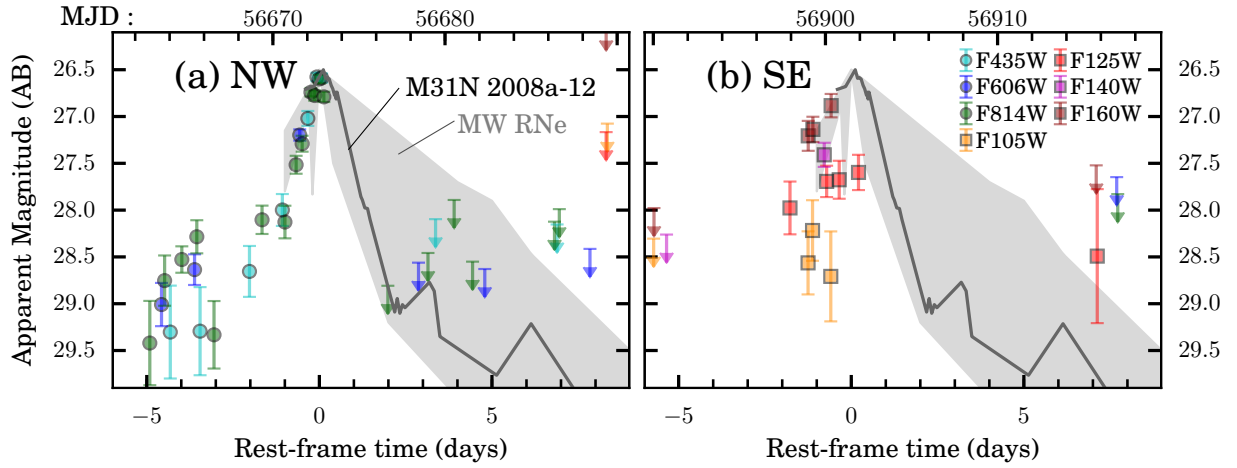 MJD :
56670
56680
56900
56910
Apparent Magnitude (AB)
26.5
27.0
27.5
28.0
28.5
29.0
29.5
(a) NW
M31N 2008a-12
MW RNe
(b) SE
F435W
F606W
F814W
F105W
F125W
F140W
F160W
26.5
27.0
27.5
28.0
28.5
29.0
29.5
−5
0
5
−5
0
5
Rest-frame time (days)
Rest-frame time (days)